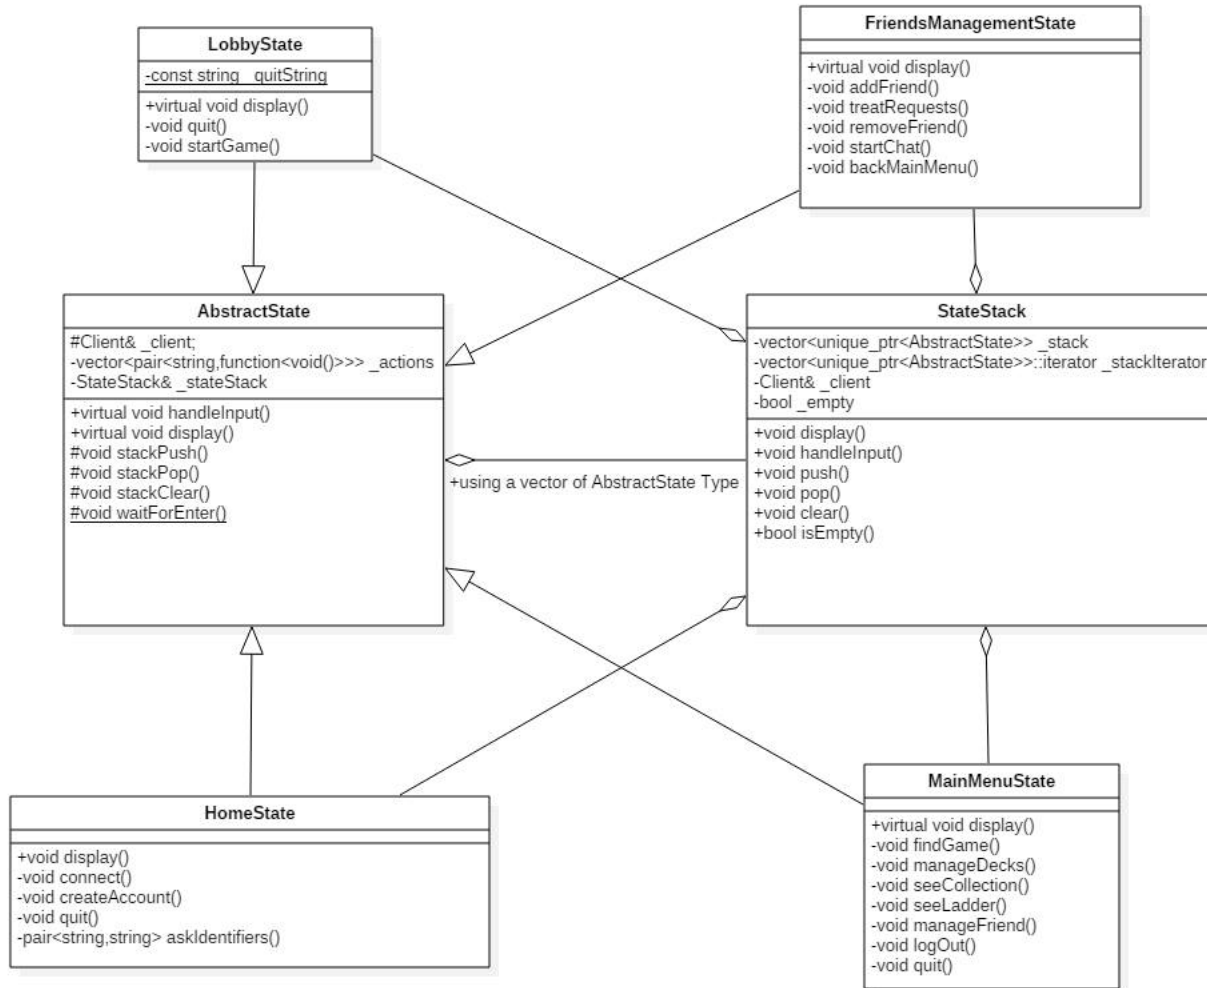 LobbyState
-const string _quitString
+virtual void display()
-void quit()
-void startGame()
FriendsManagementState
+virtual void display()
-void addFriend()
-void treatRequests()
-void removeFriend()
-void startChat()
-void backMainMenu()
AbstractState
#Client& _client;
-vector<pair<string,function<void()>>> _actions
-StateStack& _stateStack
+virtual void handleInput()
+virtual void display()
#void stackPush()
#void stackPop()
#void stackClear()
#void waitForEnter()
+using a vector of AbstractState Type
StateStack
-vector<unique_ptr<AbstractState>> _stack
-vector<unique_ptr<AbstractState>>::iterator _stackIterator
-Client& _client
-bool _empty
+void display()
+void handleInput()
+void push()
+void pop()
+void clear()
+bool isEmpty()
HomeState
+void display()
-void connect()
-void createAccount()
-void quit()
-pair<string,string> askIdentifiers()
MainMenuState
+virtual void display()
-void findGame()
-void manageDecks()
-void seeCollection()
-void seeLadder()
-void manageFriend()
-void logOut()
-void quit()